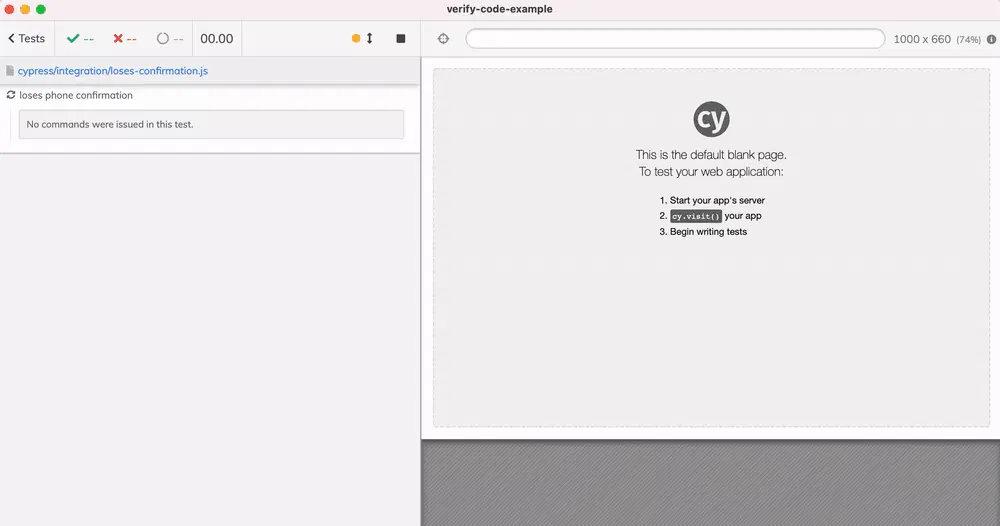 verify-code-example
Tests
--
--
--
00.00
1000 x 660 (74%)
cypress/integration/loses-confirmation.js
loses phone confirmation
No commands were issued in this test.
cy
This is the default blank page.
To test your web application:
1. Start your app's server
2. cy.visit() your app
3. Begin writing tests